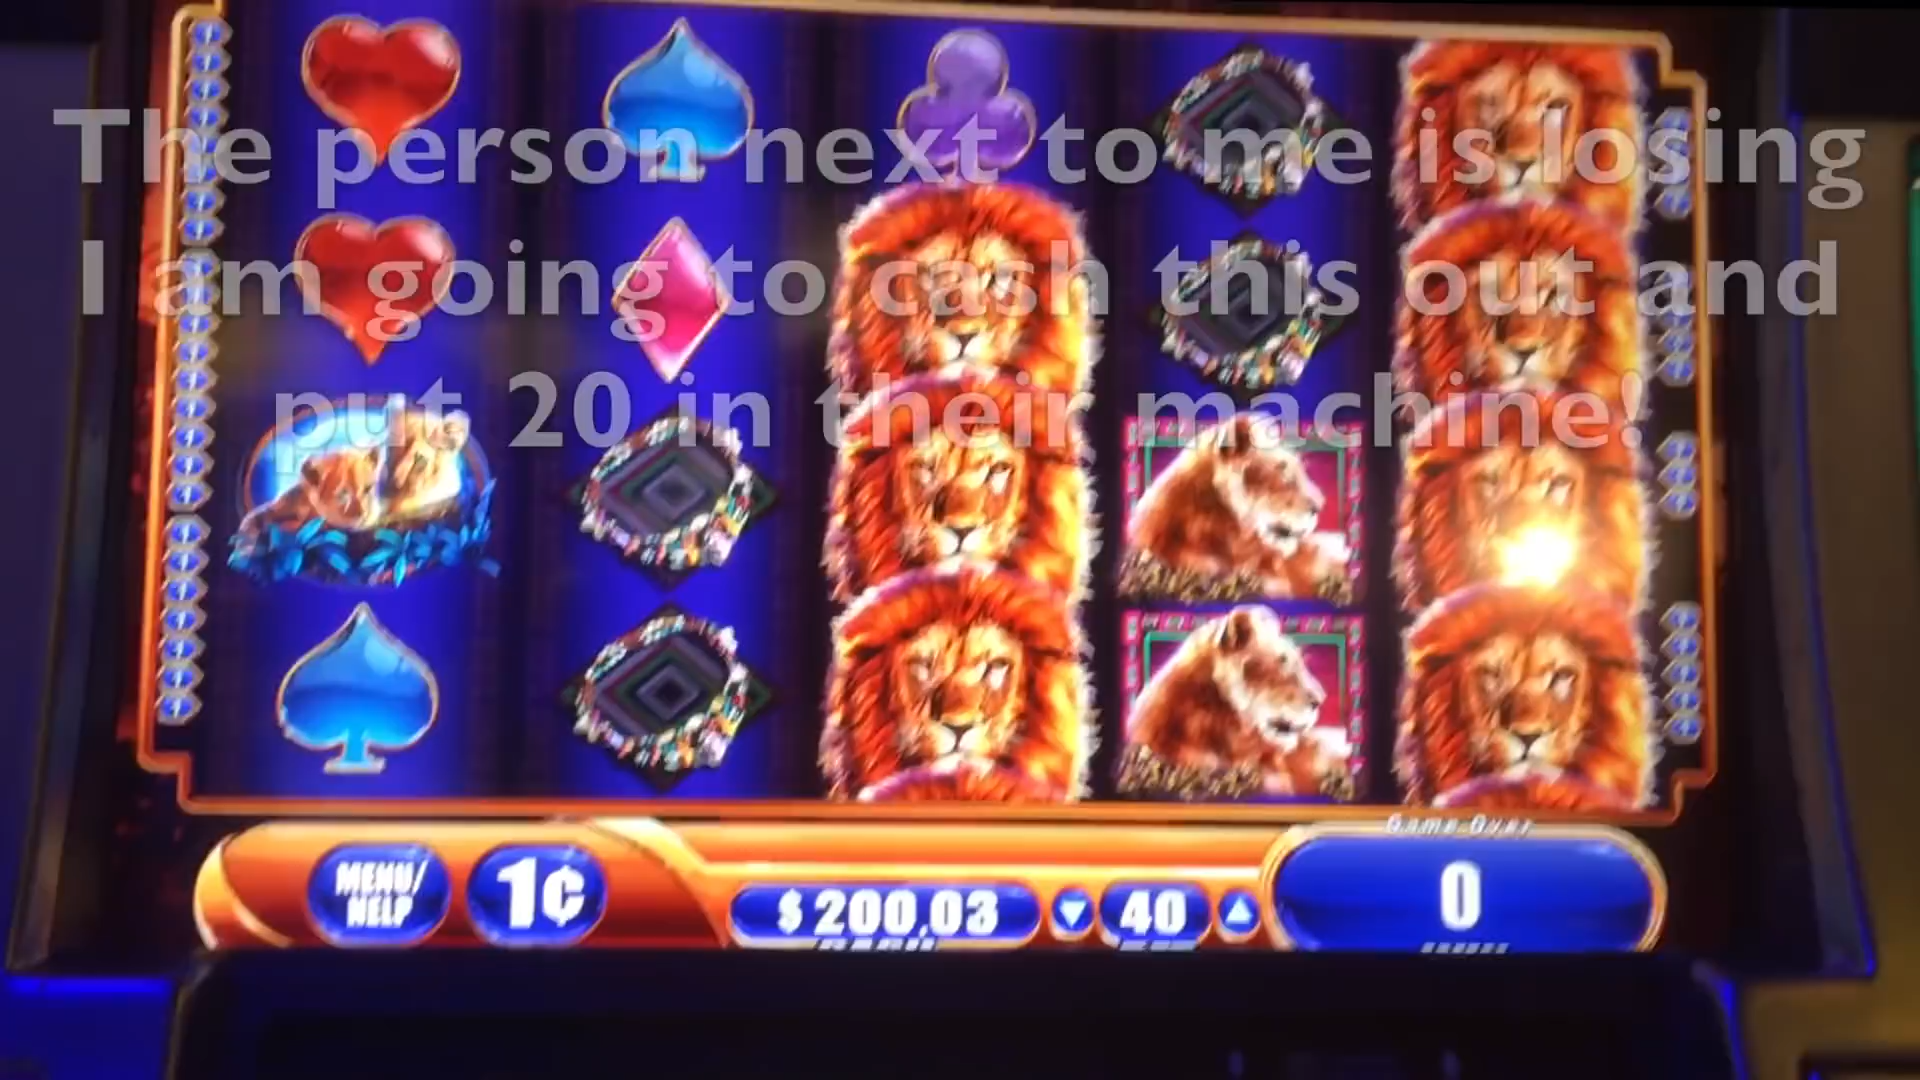 The person next to me is losing
I am going to cash this out and
put 20 in their machine!
Game Over
MENU/
HELP
1¢
$200.03
40
0
CASH